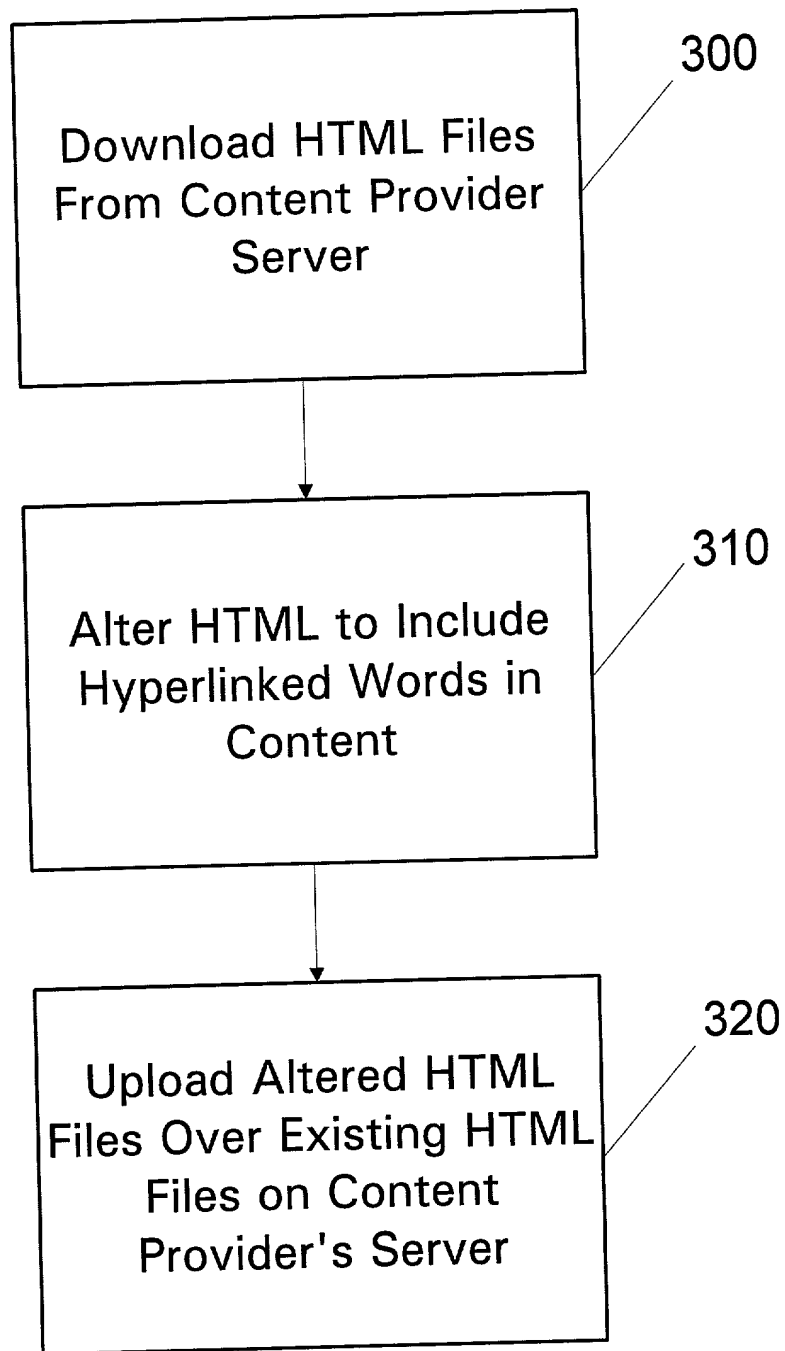 300
Download HTML Files
From Content Provider
Server
310
Alter HTML to Include
Hyperlinked Words in
Content
320
Upload Altered HTML
Files Over Existing HTML
Files on Content
Provider's Server